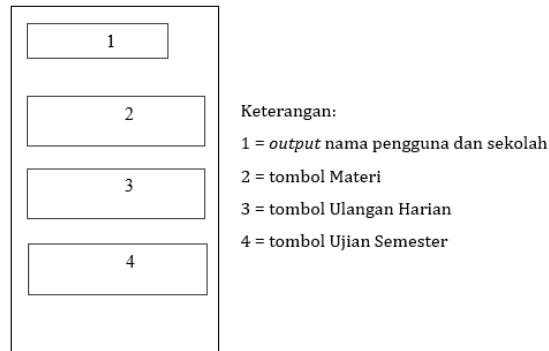 1
2
3
4
Keterangan:
1 = output nama pengguna dan sekolah
2 = tombol Materi
3 = tombol Ulangan Harian
4 = tombol Ujian Semester